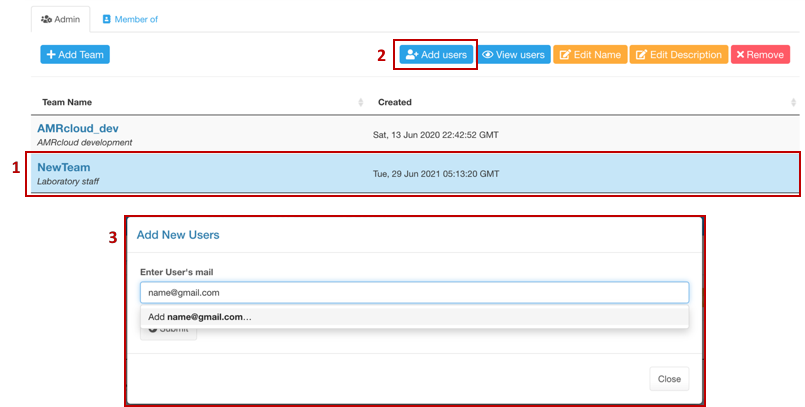 Admin
Member of
Add Team
2
Add users
View users
Edit Name
Edit Description
Remove
Team Name
Created
AMRcloud_dev
AMRcloud development
Sat, 13 Jun 2020 22:42:52 GMT
1
NewTeam
Laboratory staff
Tue, 29 Jun 2021 05:13:20 GMT
3
Add New Users
Enter User's mail
name@gmail.com
Add name@gmail.com...
Submit
Close